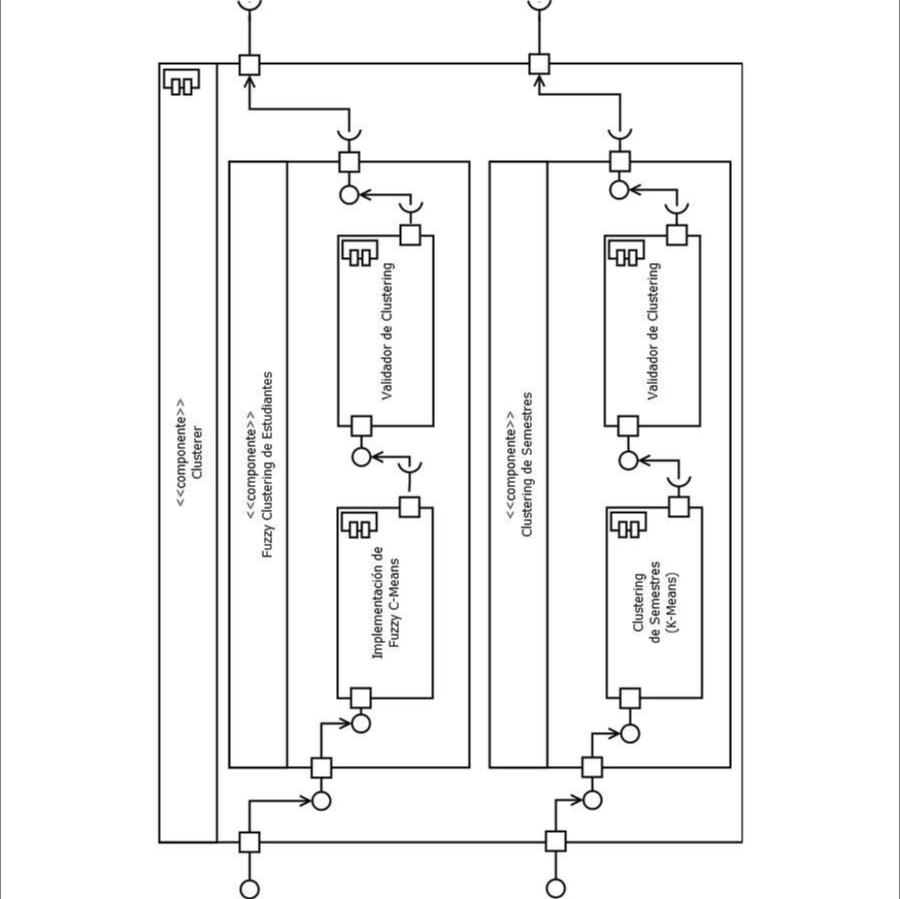 <<componente>>
Clusterer
<<componente>>
Fuzzy Clustering de Estudiantes
Implementación de
Fuzzy C-Means
Validador de Clustering
<<componente>>
Clustering de Semestres
Clustering
de Semestres
(K-Means)
Validador de Clustering